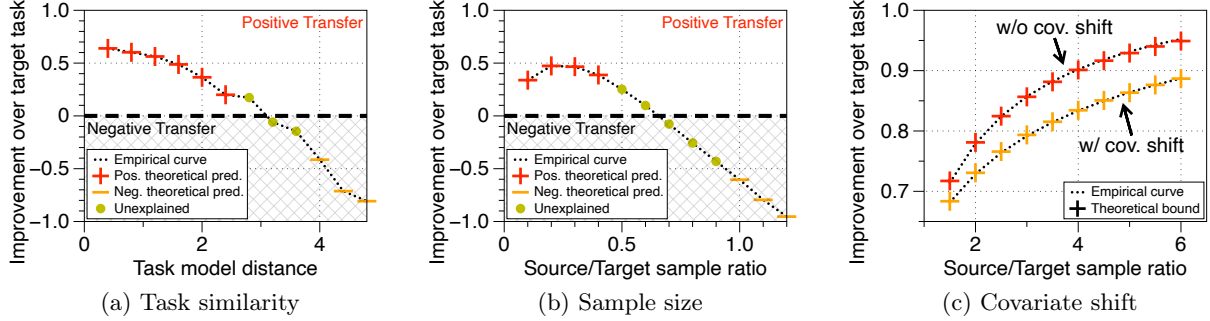 Improvement over target task
1.0
0.5
0
−0.5
−1.0
Positive Transfer
Negative Transfer
Empirical curve
Pos. theoretical pred.
Neg. theoretical pred.
Unexplained
0
2
4
Task model distance
(a) Task similarity
Improvement over target task
1.0
0.5
0
−0.5
−1.0
Positive Transfer
Negative Transfer
Empirical curve
Pos. theoretical pred.
Neg. theoretical pred.
Unexplained
0
0.5
1.0
Source/Target sample ratio
(b) Sample size
Improvement over target task
1.0
0.9
0.8
0.7
w/o cov. shift
w/ cov. shift
Empirical curve
Theoretical bound
2
4
6
Source/Target sample ratio
(c) Covariate shift